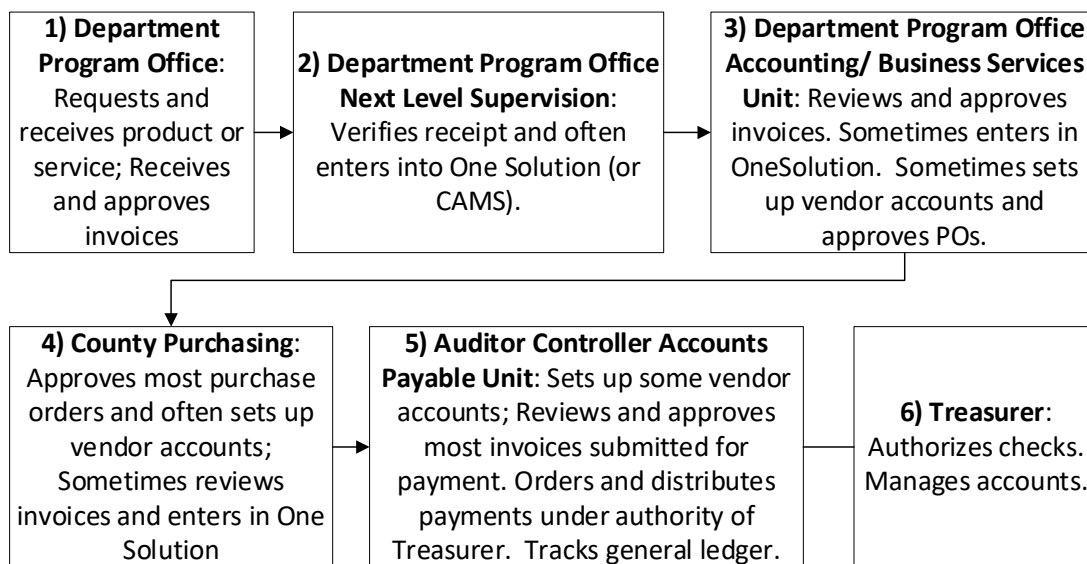 1) Department
Program Office:
Requests and
receives product or
service; Receives
and approves
invoices
2) Department Program Office
Next Level Supervision:
Verifies receipt and often
enters into One Solution (or
CAMS).
3) Department Program Office
Accounting/ Business Services
Unit: Reviews and approves
invoices. Sometimes enters in
OneSolution.  Sometimes sets
up vendor accounts and
approves POs.
4) County Purchasing:
Approves most purchase
orders and often sets up
vendor accounts;
Sometimes reviews
invoices and enters in One
Solution
5) Auditor Controller Accounts
Payable Unit: Sets up some vendor
accounts; Reviews and approves
most invoices submitted for
payment. Orders and distributes
payments under authority of
Treasurer.  Tracks general ledger.
6) Treasurer:
Authorizes checks.
Manages accounts.